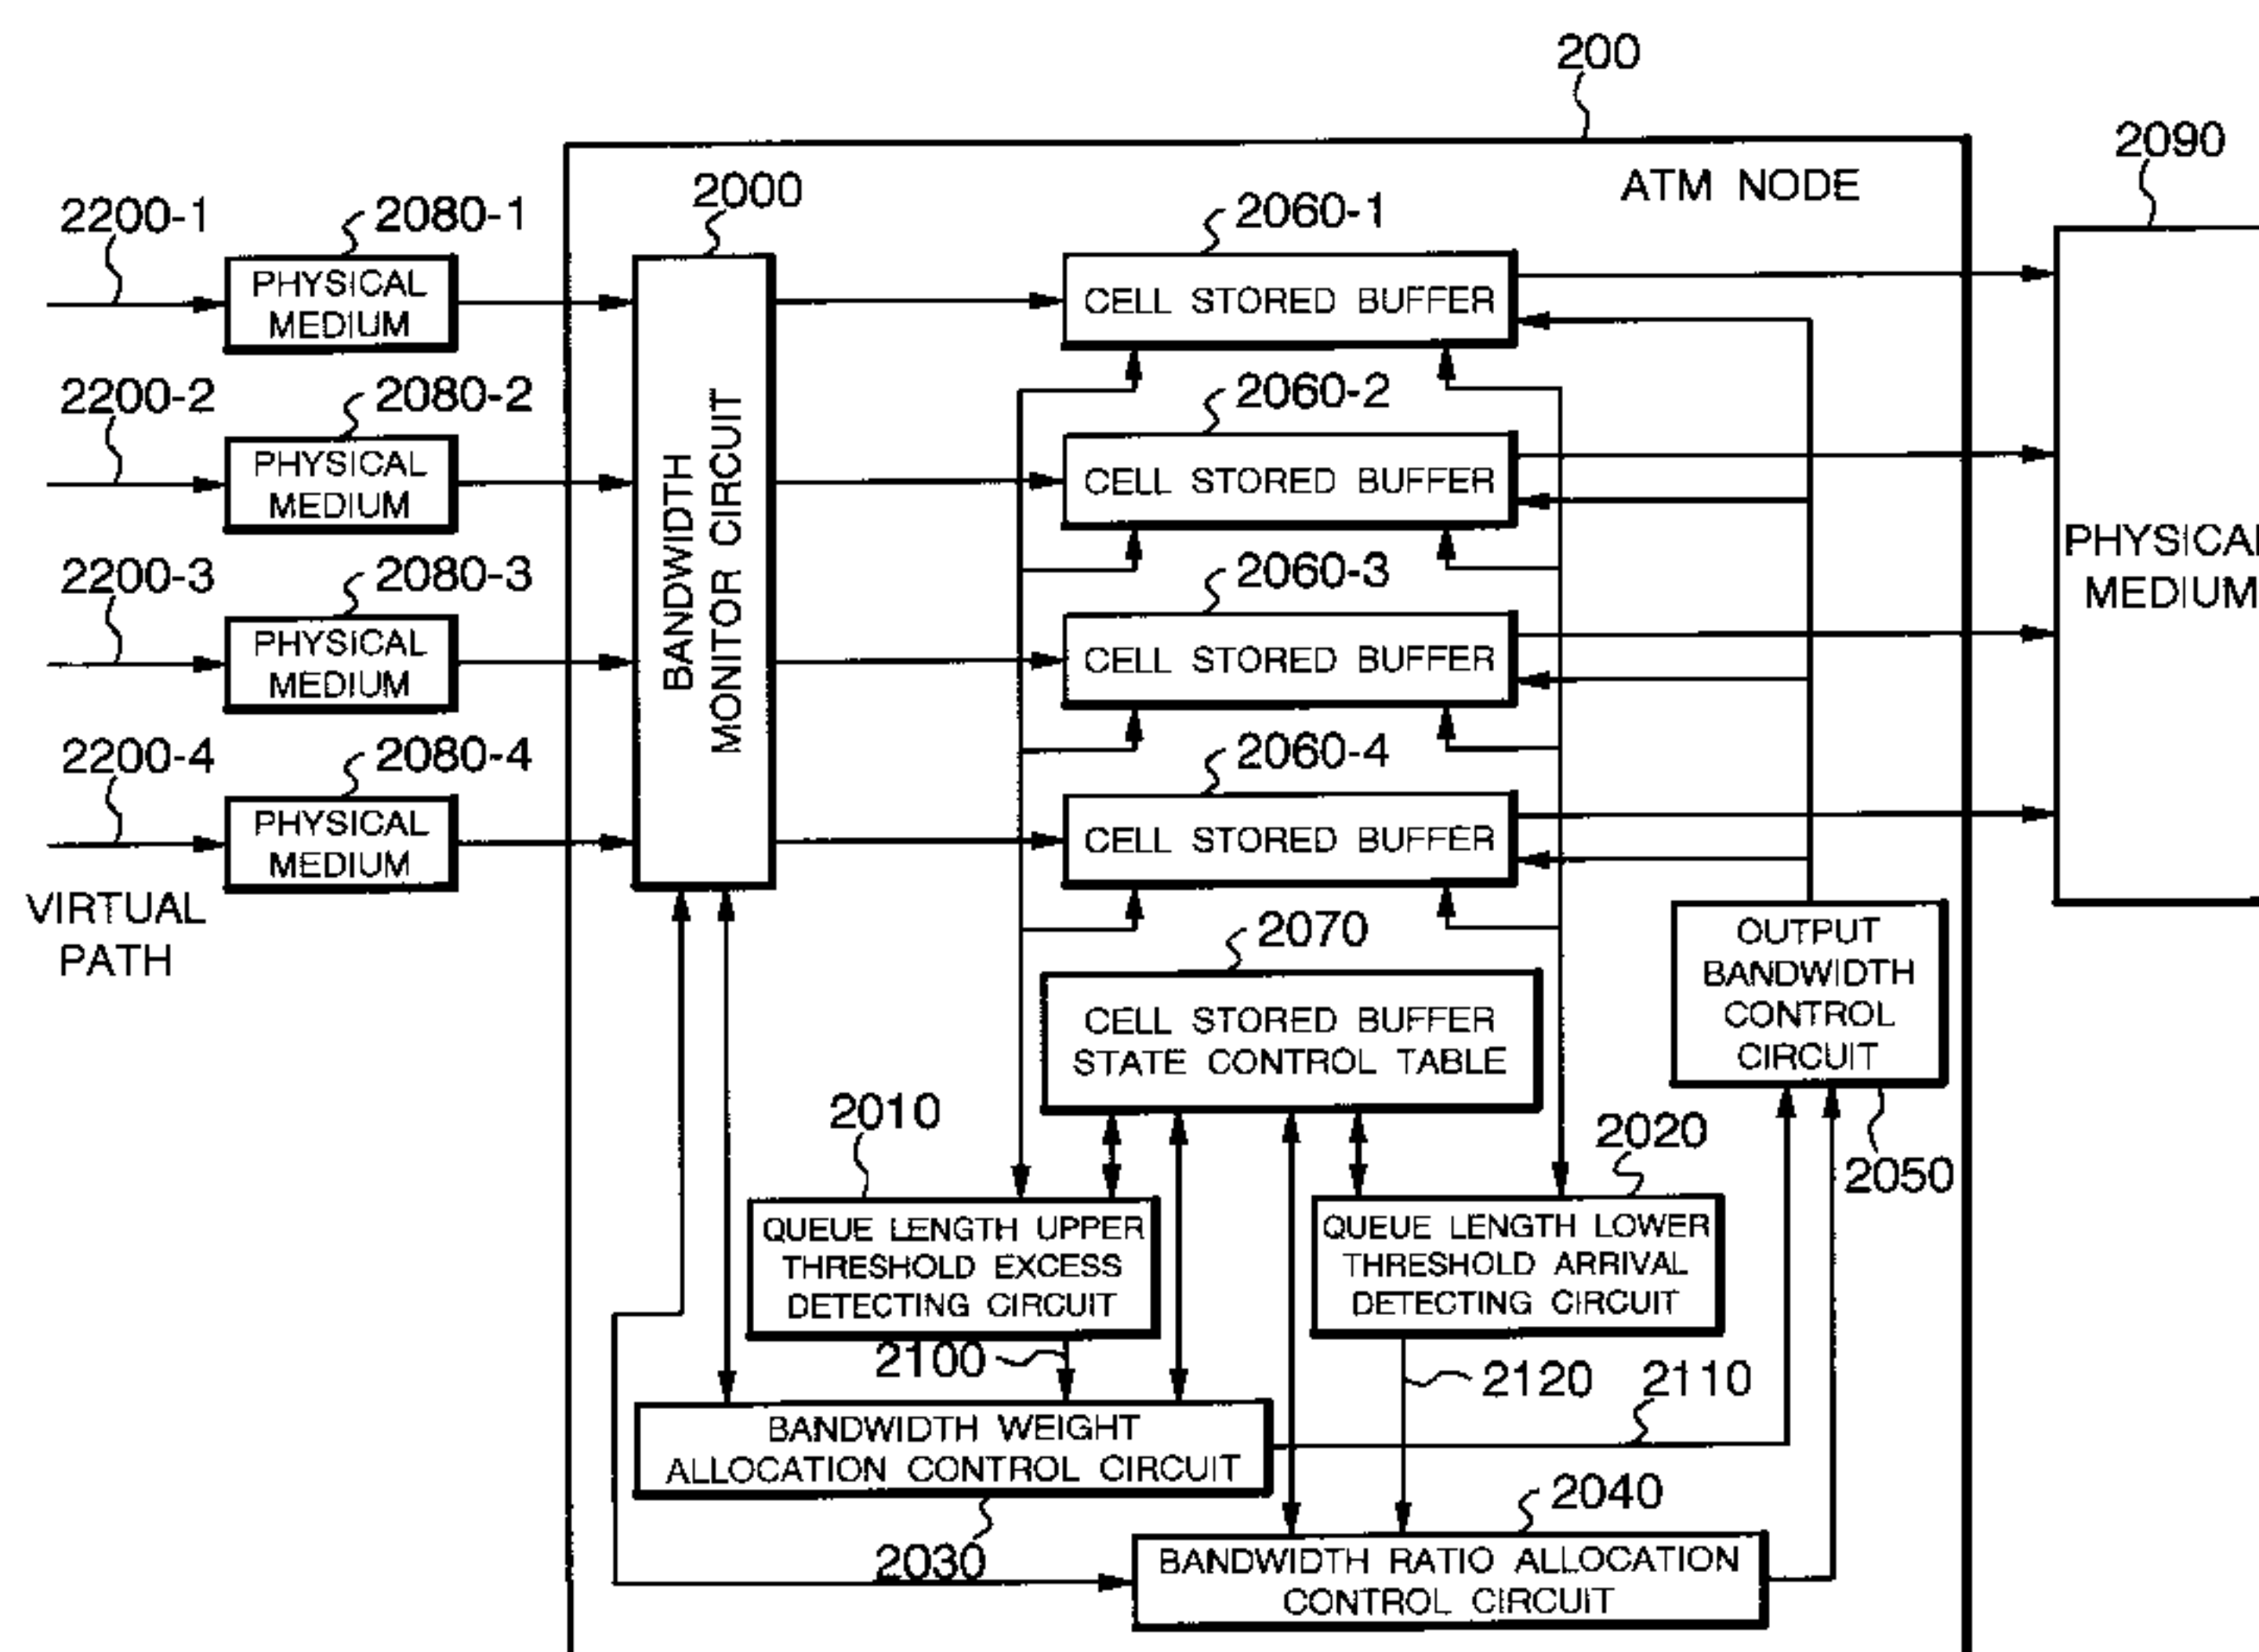 200
2090
ATM NODE
2200-1
2080-1
2000
2060-1
PHYSICAL
MEDIUM
CELL STORED BUFFER
2200-2
2080-2
2060-2
PHYSICAL
MEDIUM
CELL STORED BUFFER
BANDWIDTH
MONITOR CIRCUIT
PHYSICAL
MEDIUM
2200-3
2080-3
2060-3
PHYSICAL
MEDIUM
CELL STORED BUFFER
2200-4
2080-4
2060-4
PHYSICAL
MEDIUM
CELL STORED BUFFER
VIRTUAL
PATH
OUTPUT
BANDWIDTH
CONTROL
CIRCUIT
2070
CELL STORED BUFFER
STATE CONTROL TABLE
2010
2020
2050
QUEUE LENGTH UPPER
THRESHOLD EXCESS
DETECTING CIRCUIT
QUEUE LENGTH LOWER
THRESHOLD ARRIVAL
DETECTING CIRCUIT
2100
2120
2110
BANDWIDTH WEIGHT
ALLOCATION CONTROL CIRCUIT
2030
2040
BANDWIDTH RATIO ALLOCATION
CONTROL CIRCUIT